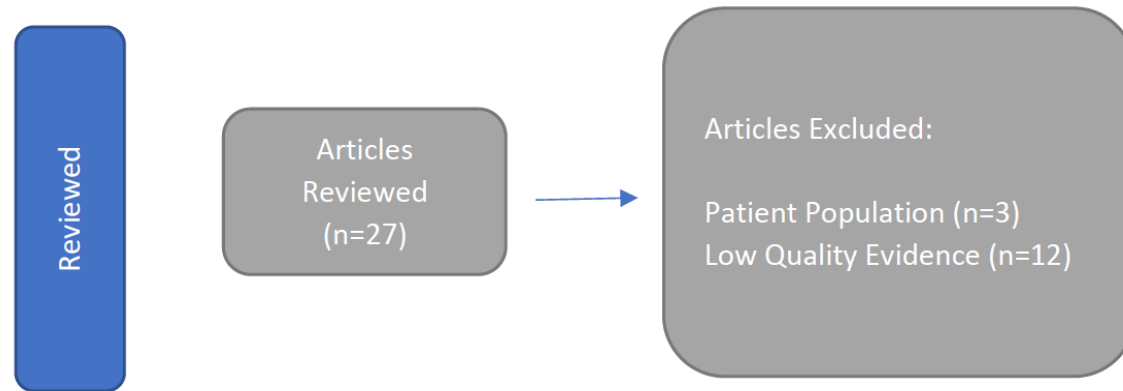 Reviewed
Articles
Reviewed
(n=27)
Articles Excluded:
Patient Population (n=3)
Low Quality Evidence (n=12)